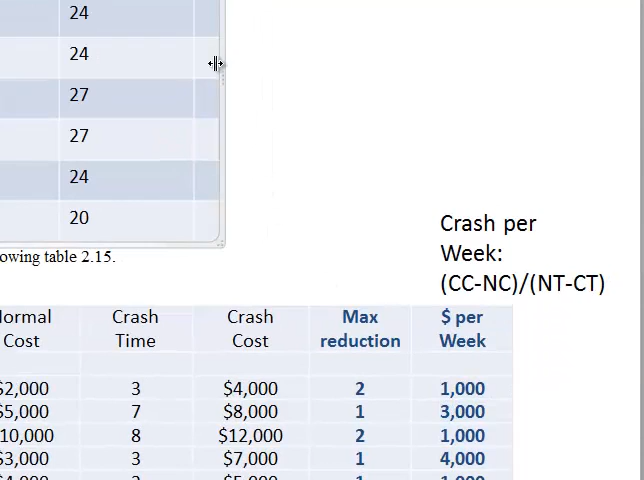 24
24
27
27
24
20
owing table 2.15.
Crash per
Week:
(CC-NC)/(NT-CT)
ormal Crash Crash Max $ per
Cost Time Cost reduction Week
$2,000 3 $4,000 2 1,000
$5,000 7 $8,000 1 3,000
10,000 8 $12,000 2 1,000
$3,000 3 $7,000 1 4,000